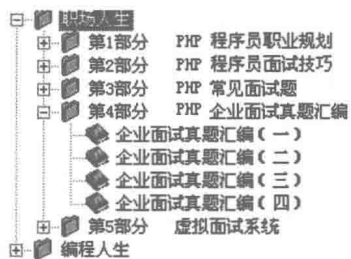 职场人生
第1部分 PHP 程序员职业规划
第2部分 PHP 程序员面试技巧
第3部分 PHP 常见面试题
第4部分 PHP 企业面试真题汇编
企业面试真题汇编(一)
企业面试真题汇编(二)
企业面试真题汇编(三)
企业面试真题汇编(四)
第5部分 虚拟面试系统
编程人生